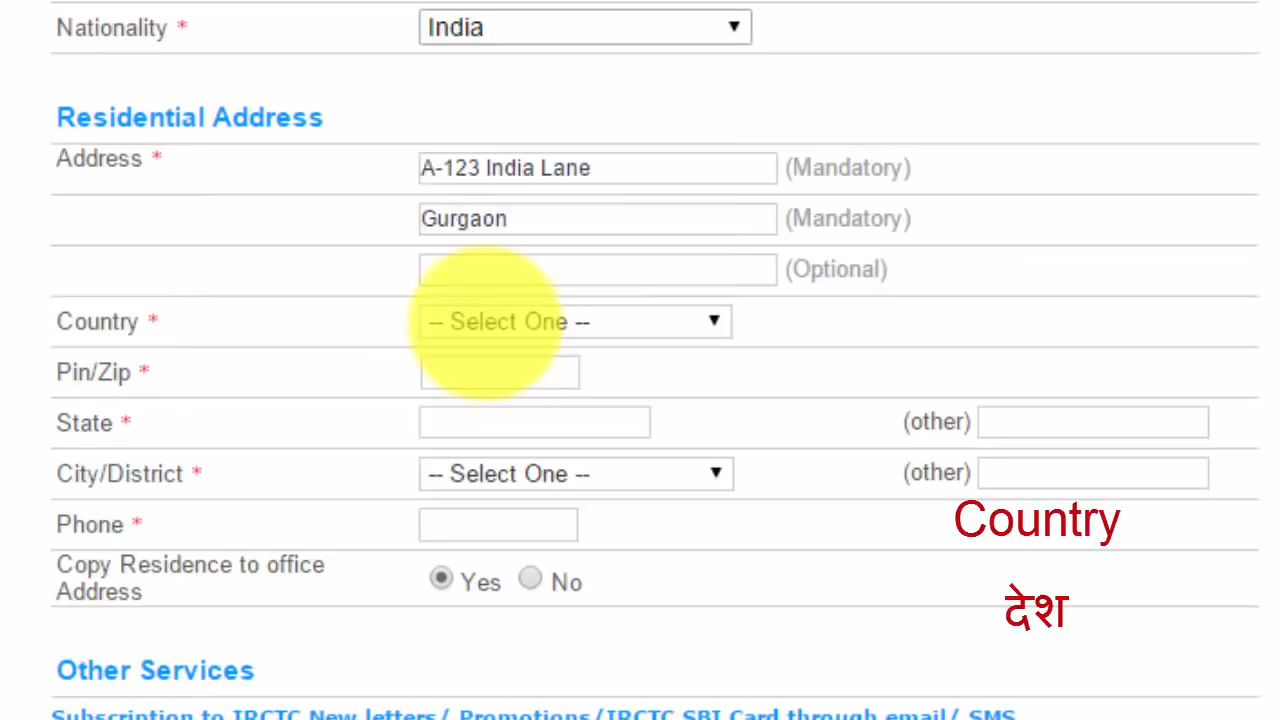 Nationality * India
Residential Address
Address * A-123 India Lane (Mandatory)
Gurgaon (Mandatory)
(Optional)
Country * -- Select One --
Pin/Zip *
State * (other)
City/District * -- Select One -- (other)
Phone *
Country
Copy Residence to office
Address
Yes No
देश
Other Services
Subscription to IRCTC New letters/ Promotions/IRCTC SBI Card through email/ SMS